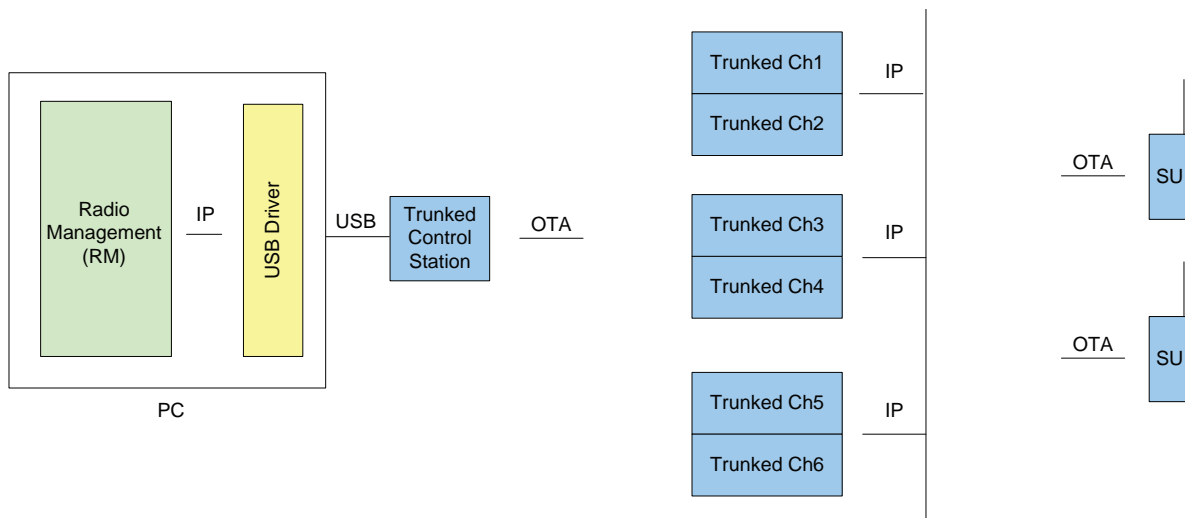 Radio
Management
(RM)
IP
USB Driver
PC
USB
Trunked
Control
Station
OTA
Trunked Ch1
Trunked Ch2
IP
Trunked Ch3
Trunked Ch4
IP
Trunked Ch5
Trunked Ch6
IP
OTA
SU
OTA
SU